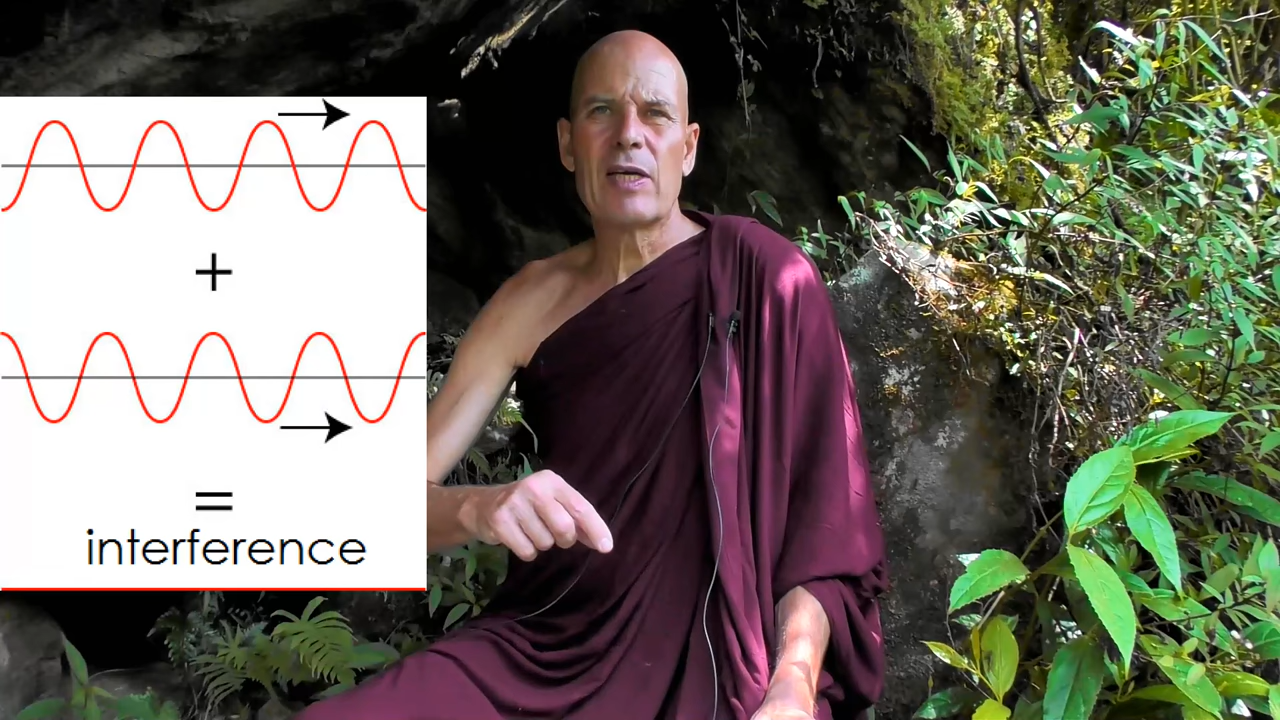 +
=
interference